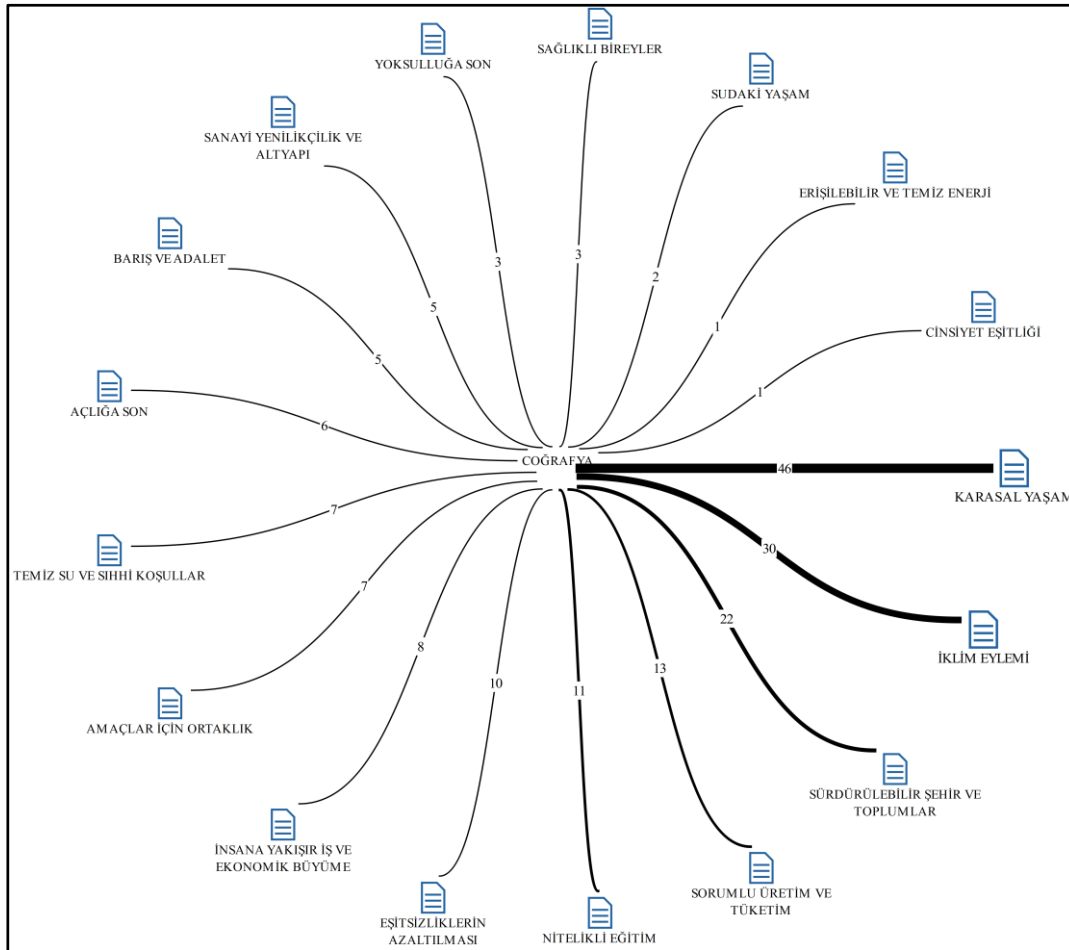 SAĞLIKLI BİREYLER
YOKSULLUĞA SON
SUDAKİ YAŞAM
SANAYİ YENİLİKÇİLİK VE
ALTYAPI
ERİŞİLEBİLİR VE TEMİZ ENERJİ
BARIŞ VE ADALET
3
3
2
5
1
CİNSİYET EŞİTLİĞİ
5
AÇLIĞA SON
1
6
COĞRAFYA
46
KARASAL YAŞAM
7
TEMİZ SU VE SIHHİ KOŞULLAR
30
7
22
İKLİM EYLEMİ
8
13
10
11
AMAÇLAR İÇİN ORTAKLIK
SÜRDÜRÜLEBİLİR ŞEHİR VE
TOPLUMLAR
İNSANA YAKIŞIR İŞ VE
EKONOMİK BÜYÜME
SORUMLU ÜRETİM VE
TÜKETİM
EŞİTSİZLİKLERİN
AZALTILMASI
NİTELİKLİ EĞİTİM